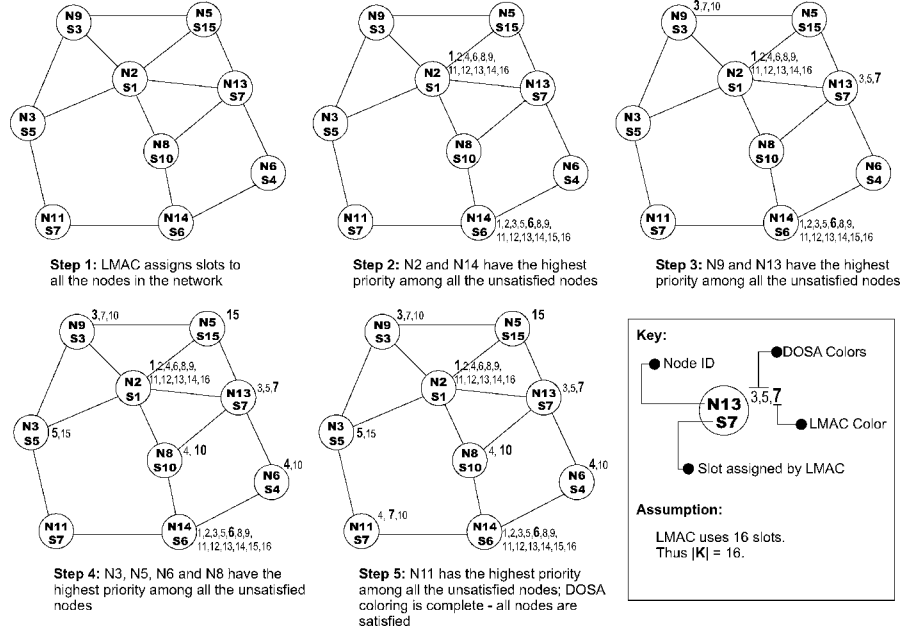 N9
S3
N5
S15
N2
S1
N13
S7
N3
S5
N8
S10
N6
S4
N11
S7
N14
S6
Step 1: LMAC assigns slots to
all the nodes in the network
N9
S3
N5
S15
1,2,4,6,8,9,
11,12,13,14,16
N2
S1
N13
S7
N3
S5
N8
S10
N6
S4
N11
S7
N14
S6
1,2,3,5,6,8,9,
11,12,13,14,15,16
Step 2: N2 and N14 have the highest
priority among all the unsatisfied nodes
N9
S3
3,7,10
N5
S15
1,2,4,6,8,9,
11,12,13,14,16
N2
S1
N13
S7
3,5,7
N3
S5
N8
S10
N6
S4
N11
S7
N14
S6
1,2,3,5,6,8,9,
11,12,13,14,15,16
Step 3: N9 and N13 have the highest
priority among all the unsatisfied nodes
N9
S3
3,7,10
N5
S15
15
1,2,4,6,8,9,
11,12,13,14,16
N2
S1
N13
S7
3,5,7
N3
S5
5,15
N8
S10
4, 10
N6
S4
4,10
N11
S7
N14
S6
1,2,3,5,6,8,9,
11,12,13,14,15,16
Step 4: N3, N5, N6 and N8 have the
highest priority among all the unsatisfied
nodes
N9
S3
3,7,10
N5
S15
15
1,2,4,6,8,9,
11,12,13,14,16
N2
S1
N13
S7
3,5,7
N3
S5
5,15
N8
S10
4, 10
N6
S4
4,10
N11
S7
4, 7,10
N14
S6
1,2,3,5,6,8,9,
11,12,13,14,15,16
Step 5: N11 has the highest priority
among all the unsatisfied nodes; DOSA
coloring is complete - all nodes are
satisfied
Key:
Node ID
DOSA Colors
3,5,7
N13
S7
LMAC Color
Slot assigned by LMAC
Assumption:
LMAC uses 16 slots.
Thus |K| = 16.